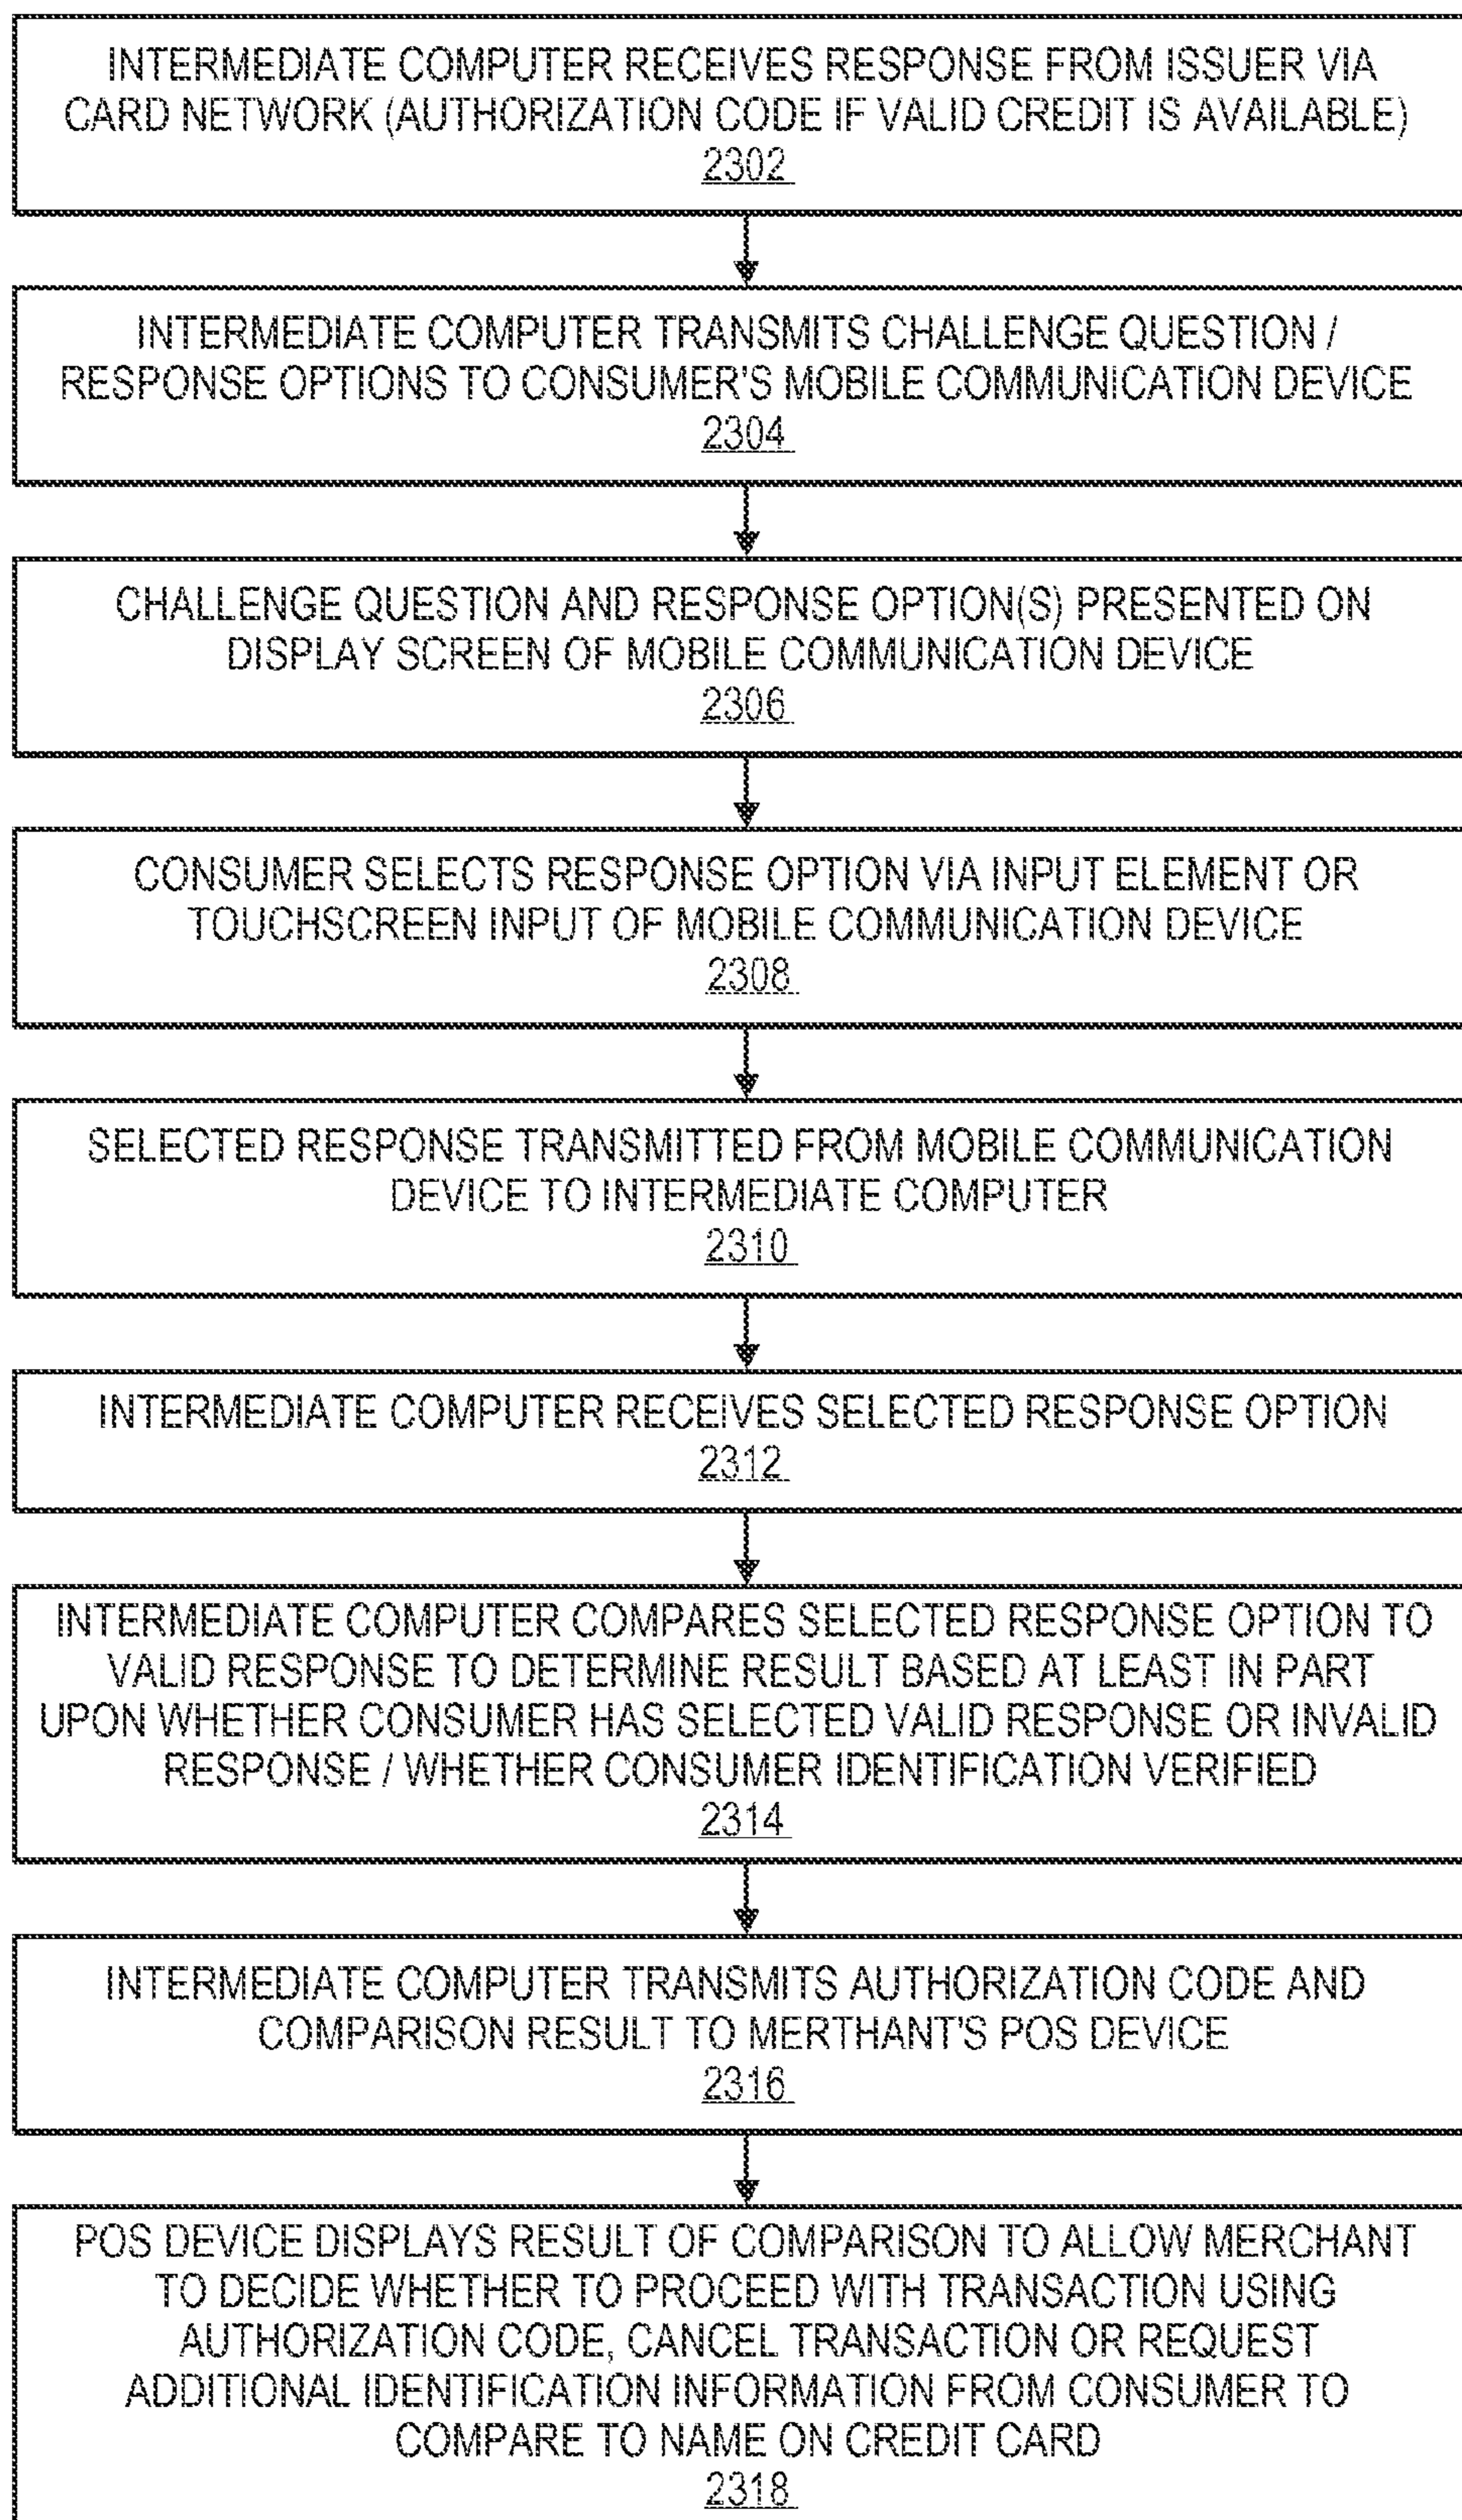 INTERMEDIATE COMPUTER RECEIVES RESPONSE FROM ISSUER VIA
CARD NETWORK (AUTHORIZATION CODE IF VALID CREDIT IS AVAILABLE)
2302
INTERMEDIATE COMPUTER TRANSMITS CHALLENGE QUESTION /
RESPONSE OPTIONS TO CONSUMER'S MOBILE COMMUNICATION DEVICE
2304
CHALLENGE QUESTION AND RESPONSE OPTION(S) PRESENTED ON
DISPLAY SCREEN OF MOBILE COMMUNICATION DEVICE
2306
CONSUMER SELECTS RESPONSE OPTION VIA INPUT ELEMENT OR
TOUCHSCREEN INPUT OF MOBILE COMMUNICATION DEVICE
2308
SELECTED RESPONSE TRANSMITTED FROM MOBILE COMMUNICATION
DEVICE TO INTERMEDIATE COMPUTER
2310
INTERMEDIATE COMPUTER RECEIVES SELECTED RESPONSE OPTION
2312
INTERMEDIATE COMPUTER COMPARES SELECTED RESPONSE OPTION TO
VALID RESPONSE TO DETERMINE RESULT BASED AT LEAST IN PART
UPON WHETHER CONSUMER HAS SELECTED VALID RESPONSE OR INVALID
RESPONSE / WHETHER CONSUMER IDENTIFICATION VERIFIED
2314
INTERMEDIATE COMPUTER TRANSMITS AUTHORIZATION CODE AND
COMPARISON RESULT TO MERTHANT'S POS DEVICE
2316
POS DEVICE DISPLAYS RESULT OF COMPARISON TO ALLOW MERCHANT
TO DECIDE WHETHER TO PROCEED WITH TRANSACTION USING
AUTHORIZATION CODE, CANCEL TRANSACTION OR REQUEST
ADDITIONAL IDENTIFICATION INFORMATION FROM CONSUMER TO
COMPARE TO NAME ON CREDIT CARD
2318